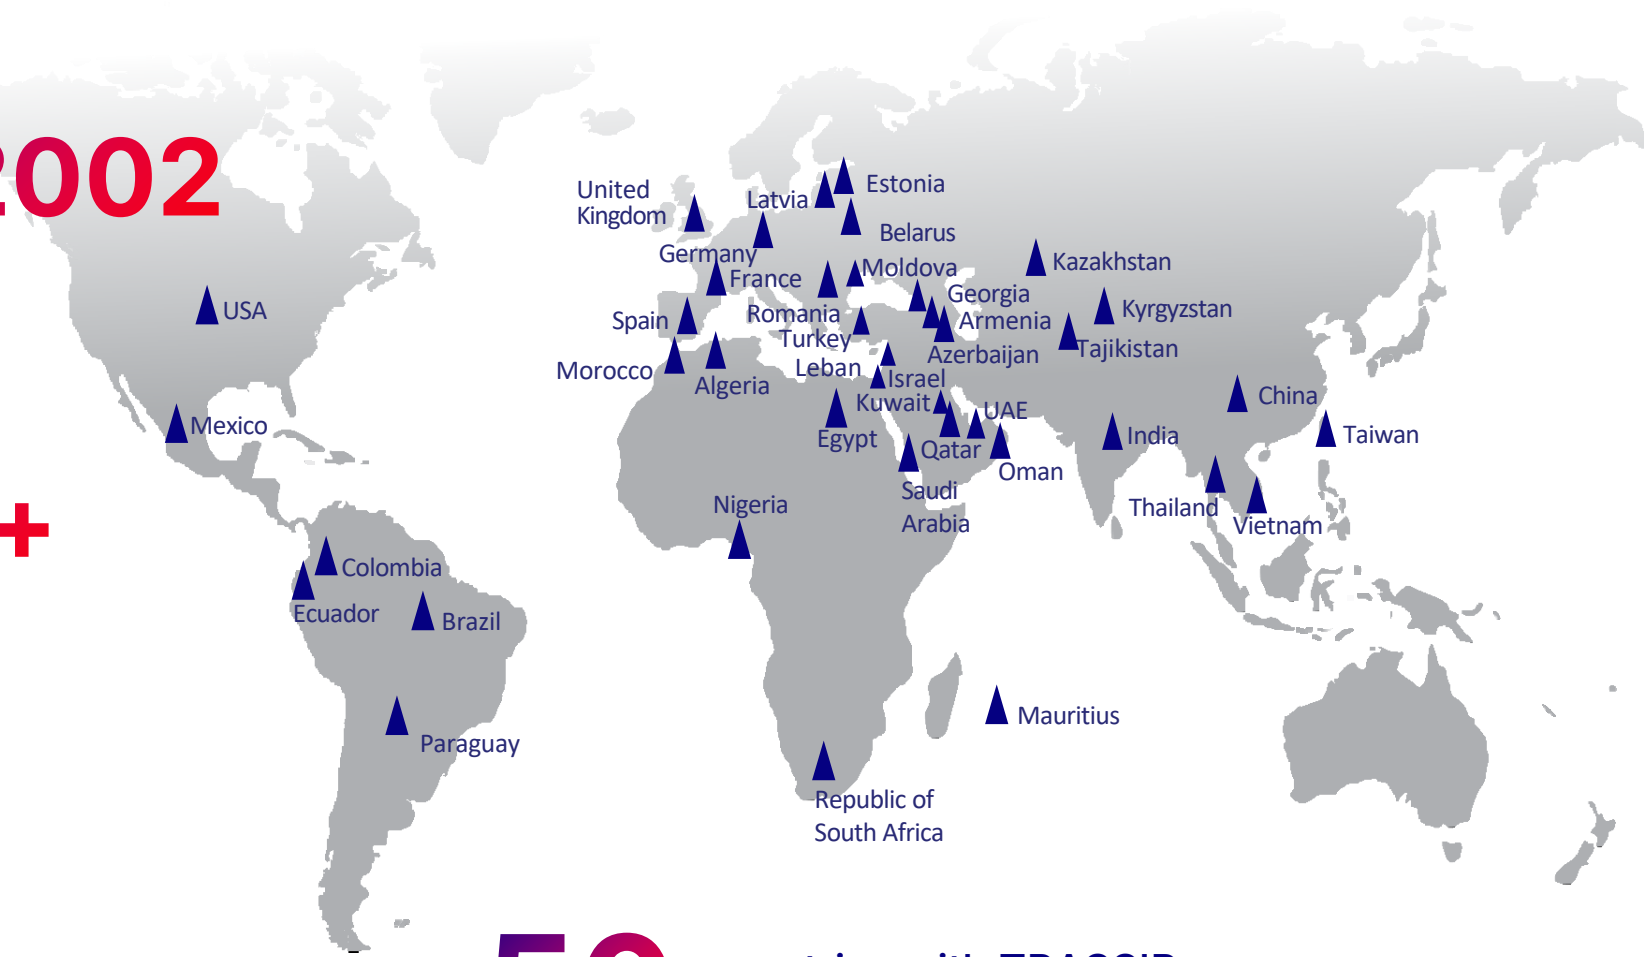 2002
United
Kingdom
Latvia
Estonia
Belarus
Germany
France
Moldova
Kazakhstan
Georgia
Kyrgyzstan
USA
Spain
Romania
Armenia
Turkey
Azerbaijan
Tajikistan
Morocco
Algeria
Leban
Israel
Kuwait
UAE
China
Mexico
Egypt
Qatar
India
Taiwan
Oman
Saudi
Arabia
Nigeria
Thailand
Vietnam
+
Colombia
Ecuador
Brazil
Mauritius
Paraguay
Republic of
South Africa
with TRASSIR